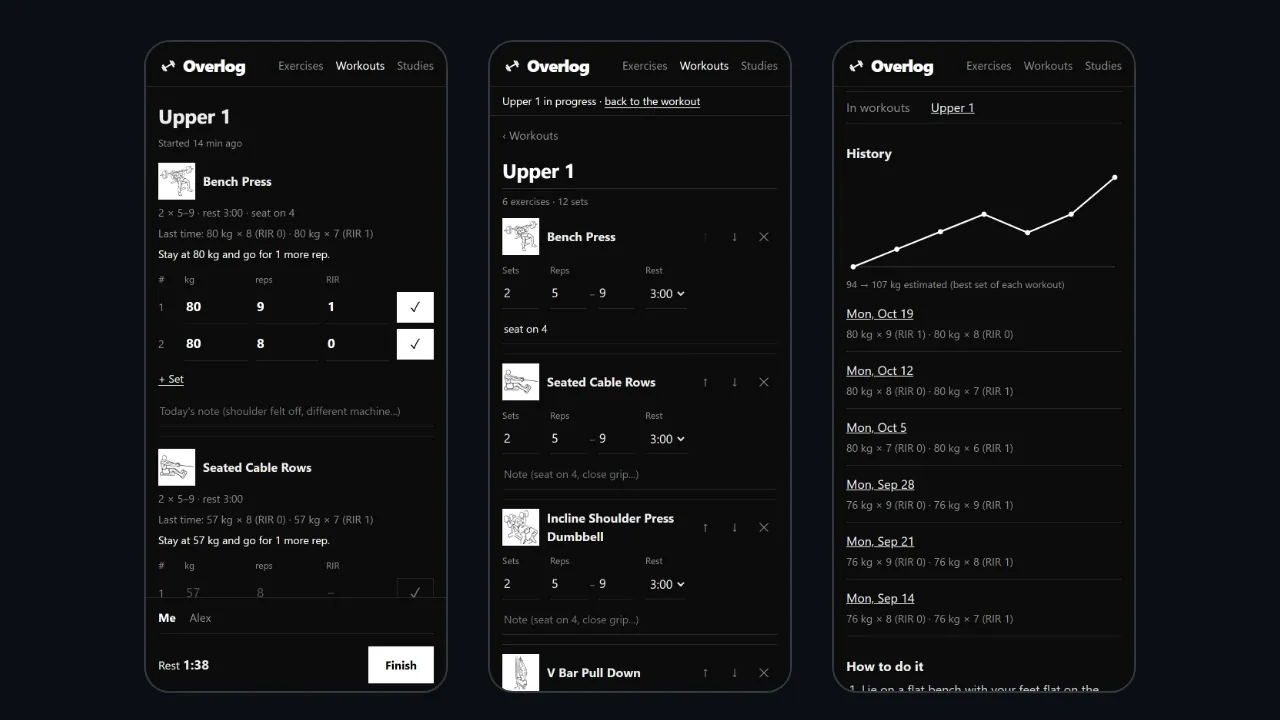 Overlog Exercises Workouts Studies
Upper 1
Started 14 min ago
Bench Press
2 × 5–9 · rest 3:00 · seat on 4
Last time: 80 kg × 8 (RIR 0) · 80 kg × 7 (RIR 1)
Stay at 80 kg and go for 1 more rep.
# kg reps RIR
1 80 9 1 ✓
2 80 8 0 ✓
+ Set
Today's note (shoulder felt off, different machine...)
Seated Cable Rows
2 × 5–9 · rest 3:00
Last time: 57 kg × 8 (RIR 0) · 57 kg × 7 (RIR 1)
Stay at 57 kg and go for 1 more rep.
# kg reps RIR
1 57 8 – ✓
Me Alex
Rest 1:38 Finish
Overlog Exercises Workouts Studies
Upper 1 in progress · back to the workout
‹ Workouts
Upper 1
6 exercises · 12 sets
Bench Press ↑ ↓ ×
Sets Reps Rest
2 5 – 9 3:00
seat on 4
Seated Cable Rows ↑ ↓ ×
Sets Reps Rest
2 5 – 9 3:00
Note (seat on 4, close grip...)
Incline Shoulder Press
Dumbbell ↑ ↓ ×
Sets Reps Rest
2 5 – 9 3:00
Note (seat on 4, close grip...)
V Bar Pull Down ↑ ↓ ×
Overlog Exercises Workouts Studies
In workouts Upper 1
History
94 → 107 kg estimated (best set of each workout)
Mon, Oct 19
80 kg × 9 (RIR 1) · 80 kg × 8 (RIR 0)
Mon, Oct 12
80 kg × 8 (RIR 0) · 80 kg × 7 (RIR 1)
Mon, Oct 5
80 kg × 7 (RIR 0) · 80 kg × 6 (RIR 1)
Mon, Sep 28
76 kg × 9 (RIR 0) · 76 kg × 9 (RIR 1)
Mon, Sep 21
76 kg × 9 (RIR 0) · 76 kg × 8 (RIR 1)
Mon, Sep 14
76 kg × 8 (RIR 0) · 76 kg × 7 (RIR 1)
How to do it
1. Lie on a flat bench with your feet flat on the